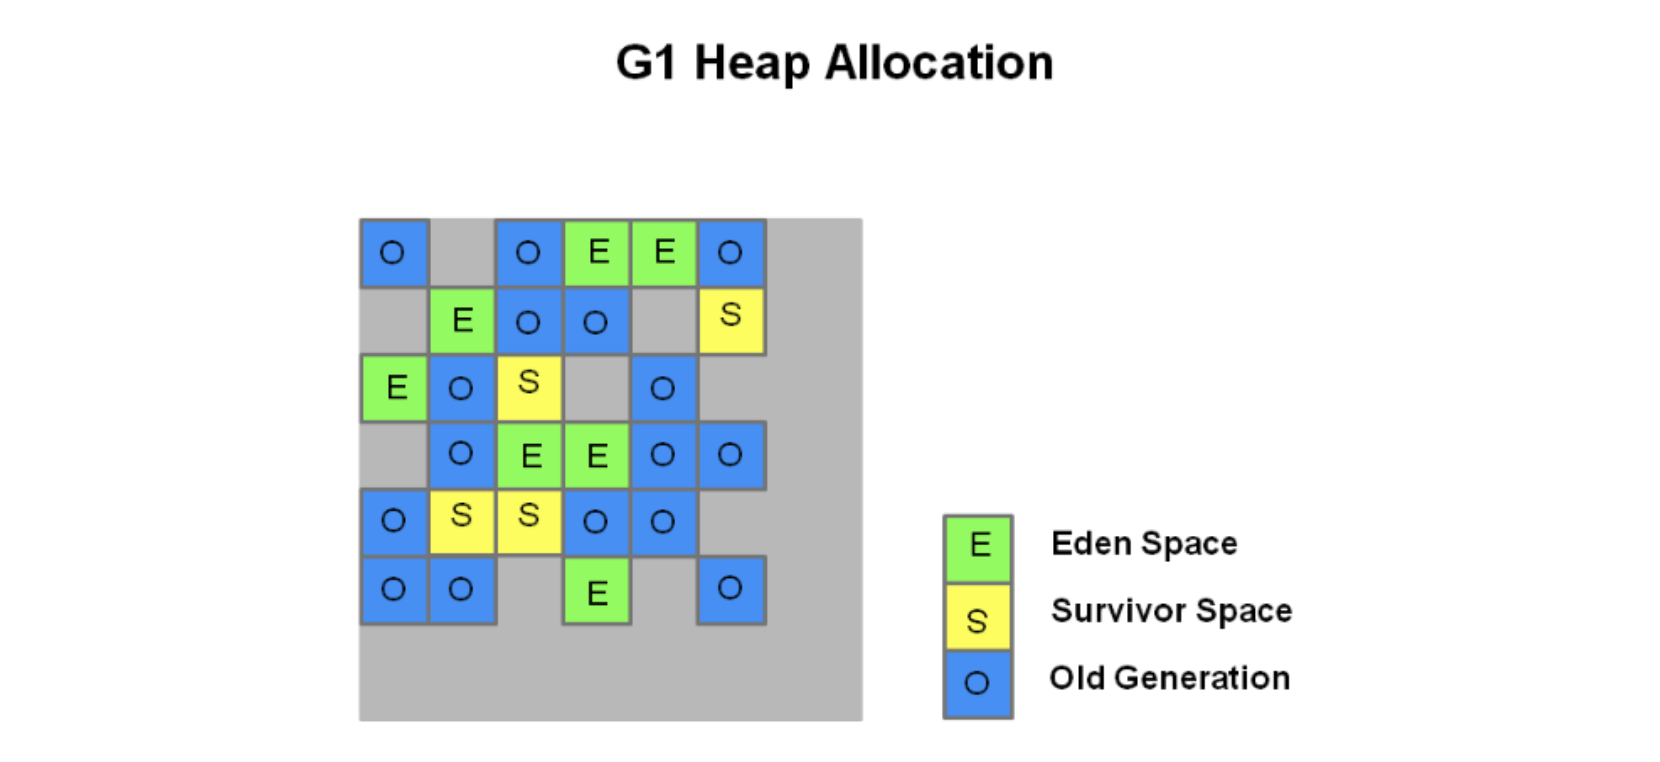 G1 Heap Allocation
O O E E O
E O O S
E O S O
O E E O O
O S S O O
O O E O
E Eden Space
S Survivor Space
O Old Generation